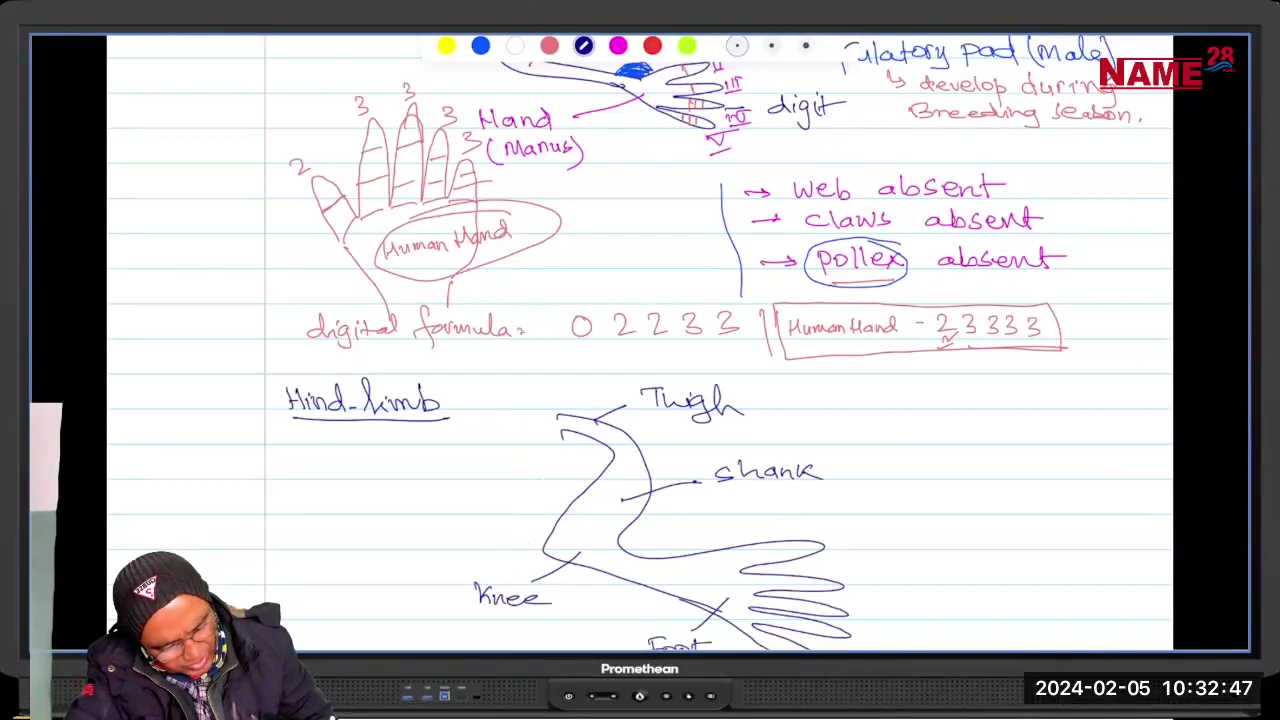 ulatory pad (Male)
NAME 28
↳ develop during
Breeding season.
II
III
IV
V
digit
Hand
(Manus)
3
3
3
3
2
Human Hand
→ web absent
→ claws absent
→ pollex absent
digital formula: 0 2 2 3 3
Human Hand - 2 3 3 3 3
Hind-limb
Thigh
shank
Knee
Foot
Promethean
2024-02-05 10:32:47